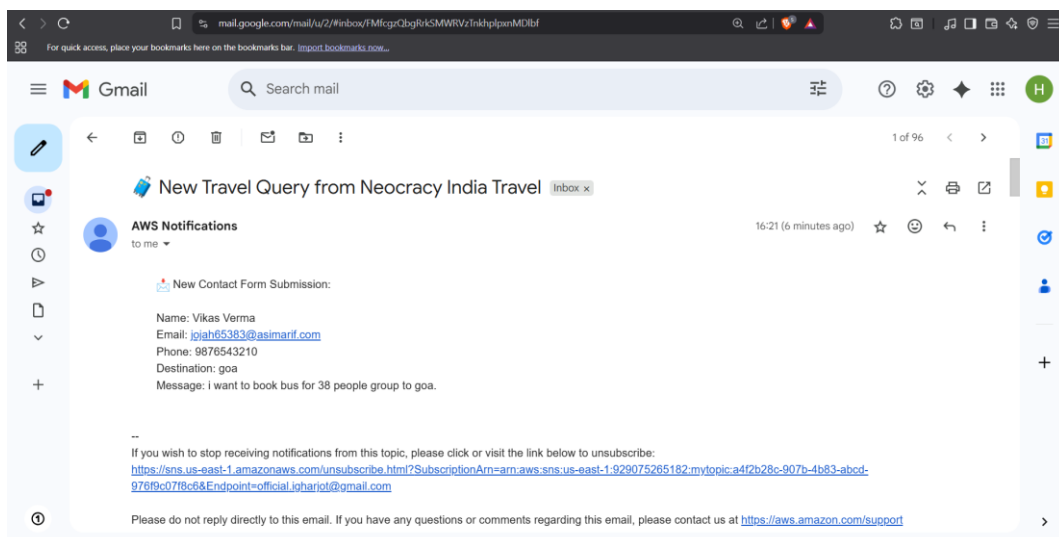 mail.google.com/mail/u/2/#inbox/FMfcgzQbgRrkSMWRVzTnkhplpxnMDlbf
For quick access, place your bookmarks here on the bookmarks bar. Import bookmarks now...
Gmail
Search mail
H
1 of 96
31
🧳 New Travel Query from Neocracy India Travel Inbox x
AWS Notifications
16:21 (6 minutes ago)
to me
📩 New Contact Form Submission:
Name: Vikas Verma
Email: jojah65383@asimarif.com
Phone: 9876543210
Destination: goa
Message: i want to book bus for 38 people group to goa.
--
If you wish to stop receiving notifications from this topic, please click or visit the link below to unsubscribe:
https://sns.us-east-1.amazonaws.com/unsubscribe.html?SubscriptionArn=arn:aws:sns:us-east-1:929075265182:mytopic:a4f2b28c-907b-4b83-abcd-
976f9c07f8c6&Endpoint=official.igharjot@gmail.com
Please do not reply directly to this email. If you have any questions or comments regarding this email, please contact us at https://aws.amazon.com/support